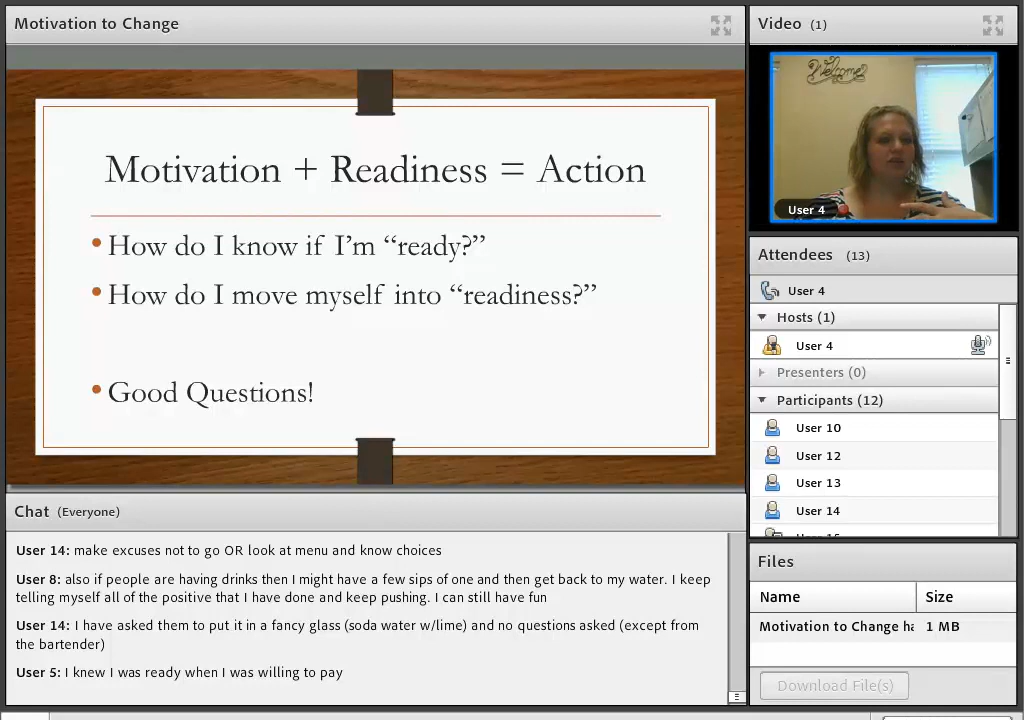 Motivation to Change
Motivation + Readiness = Action
• How do I know if I’m “ready?”
• How do I move myself into “readiness?”
• Good Questions!
Chat (Everyone)
User 14: make excuses not to go OR look at menu and know choices
User 8: also if people are having drinks then I might have a few sips of one and then get back to my water. I keep
telling myself all of the positive that I have done and keep pushing. I can still have fun
User 14: I have asked them to put it in a fancy glass (soda water w/lime) and no questions asked (except from
the bartender)
User 5: I knew I was ready when I was willing to pay
Video (1)
Welcome
User 4
Attendees (13)
User 4
Hosts (1)
User 4
Presenters (0)
Participants (12)
User 10
User 12
User 13
User 14
Files
Name Size
Motivation to Change ha 1 MB
Download File(s)